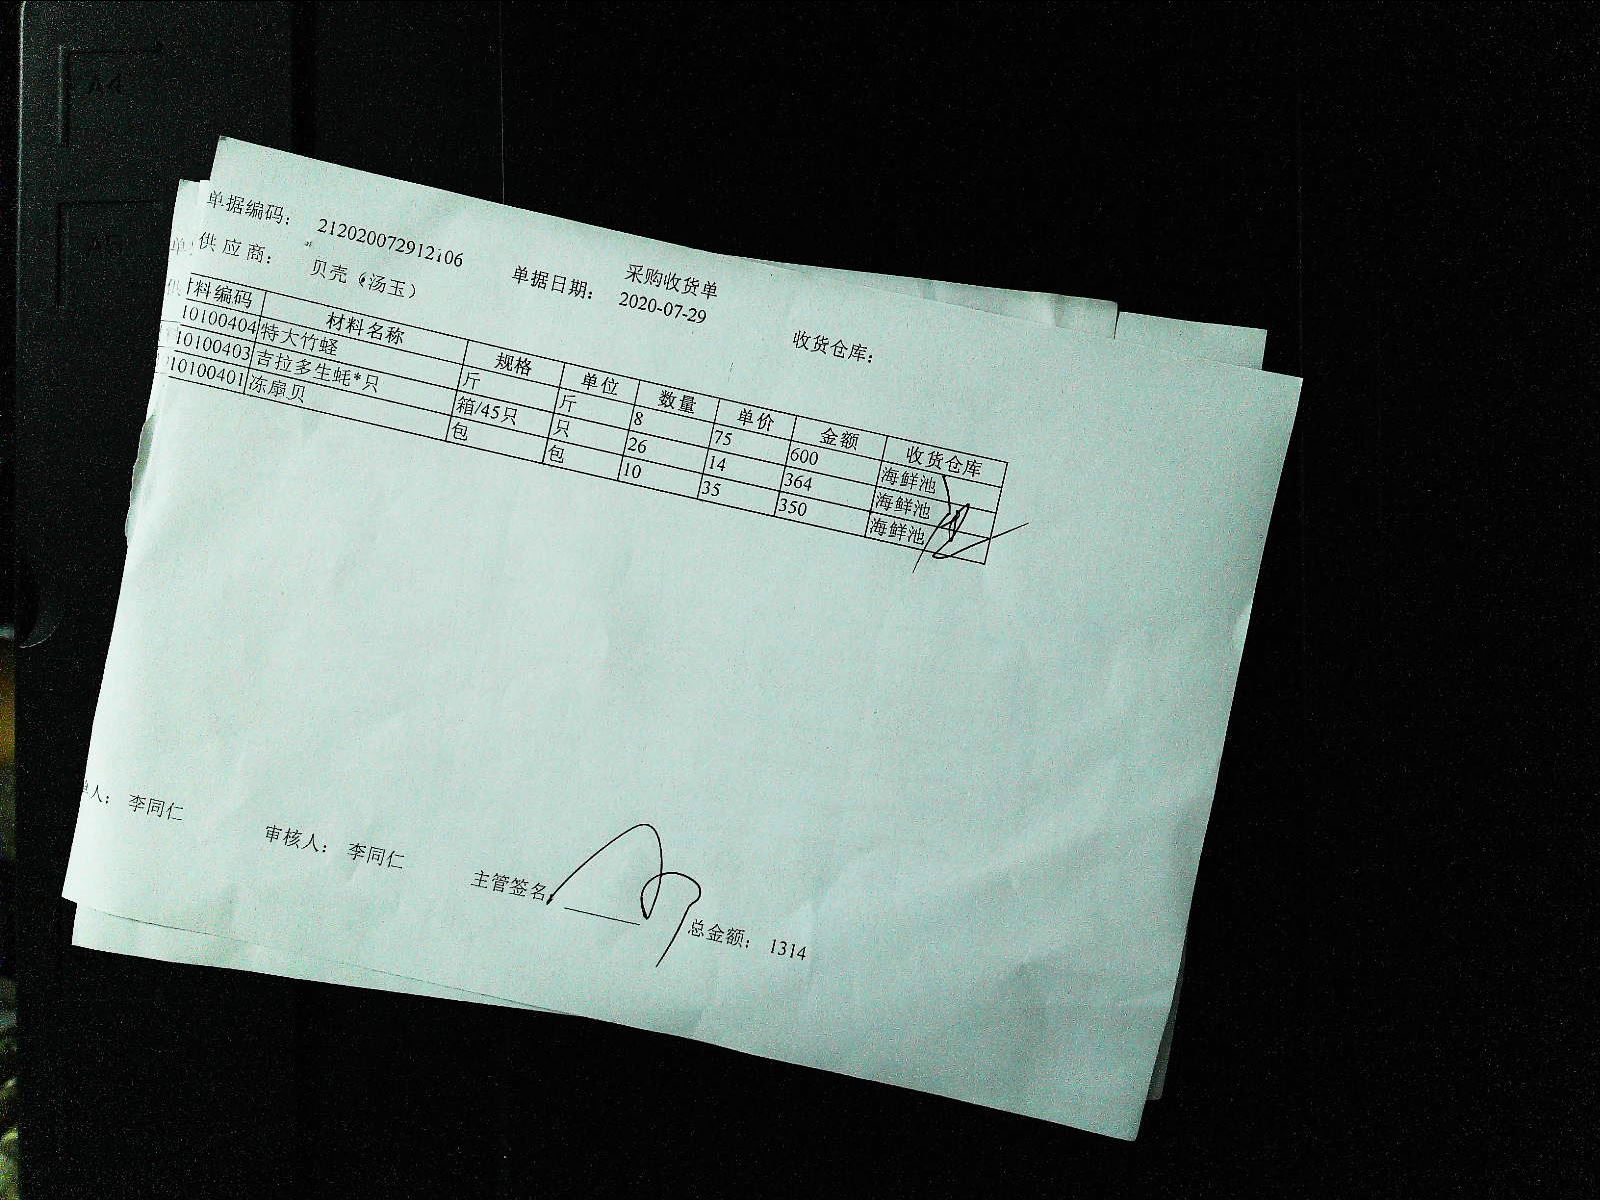 采购收货单
单据编码： 212020072912106 单据日期： 2020-07-29 收货仓库：
供应商： 贝壳（汤玉）
材料编码 材料名称 规格 单位 数量 单价 金额 收货仓库
10100404 特大竹蛏 斤 斤 8 75 600 海鲜池
10100403 吉拉多生蚝*只 箱/45只 只 26 14 364 海鲜池
10100401 冻扇贝 包 包 10 35 350 海鲜池
单人： 李同仁 审核人： 李同仁 主管签名 总金额： 1314